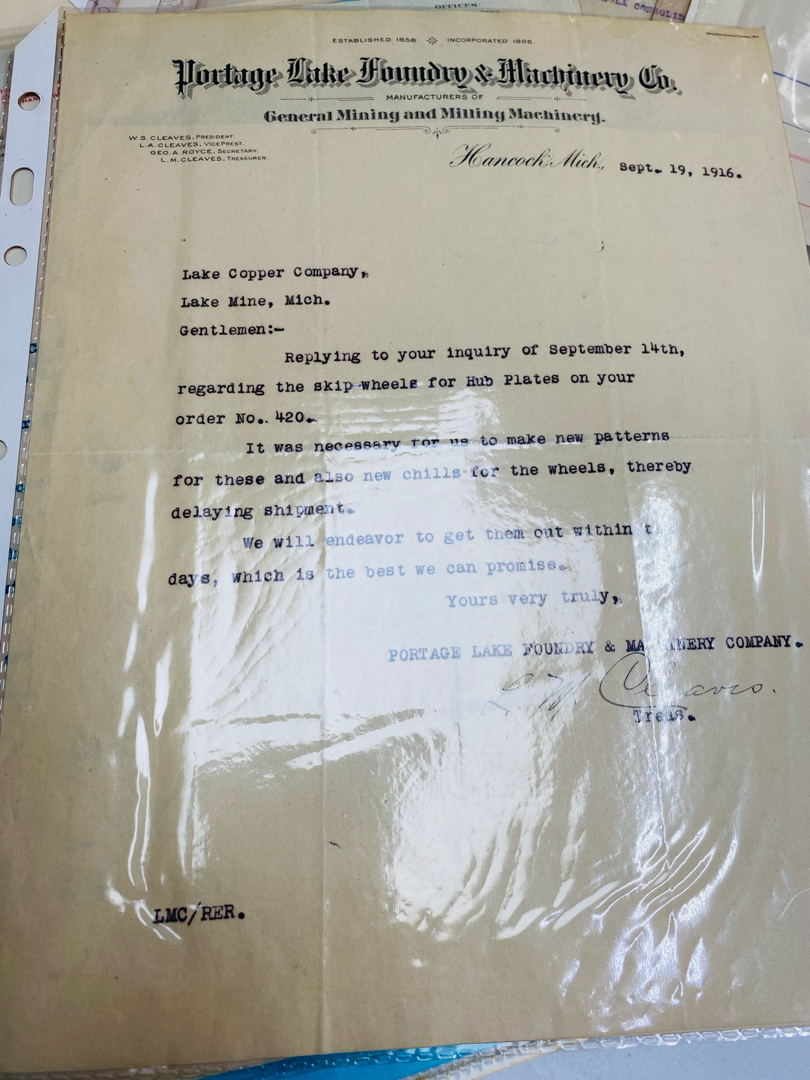 OFFICES:
CONSOLID
ESTABLISHED 1858. INCORPORATED 1896.
Portage Lake Foundry & Machinery Co.
MANUFACTURERS OF
General Mining and Milling Machinery.
W. S. CLEAVES, PRESIDENT.
L. A. CLEAVES, VICE PREST.
GEO. A. ROYCE, SECRETARY.
L. M. CLEAVES, TREASURER.
Hancock, Mich., Sept. 19, 1916.
Lake Copper Company,
Lake Mine, Mich.
Gentlemen:-
Replying to your inquiry of September 14th,
regarding the skip wheels for Hub Plates on your
order No. 420.
It was necessary for us to make new patterns
for these and also new chills for the wheels, thereby
delaying shipment.
We will endeavor to get them out within
days, which is the best we can promise.
Yours very truly,
PORTAGE LAKE FOUNDRY & MACHINERY COMPANY.
L M Cleaves.
Treas.
LMC/RER.